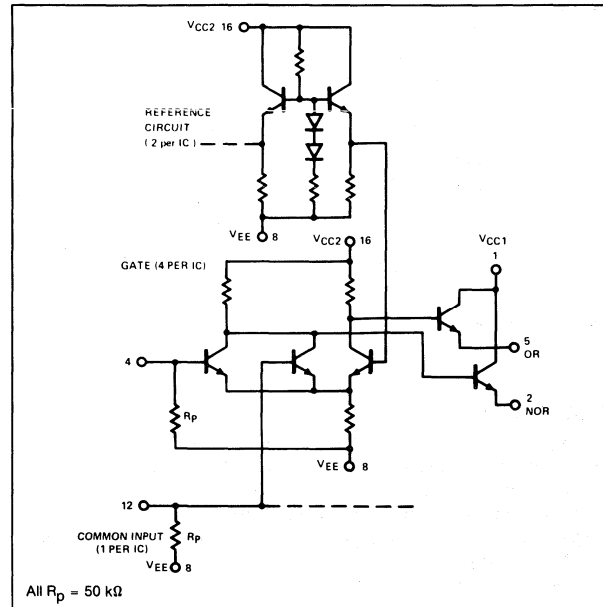 VCC2 16
REFERENCE
CIRCUIT
(2 per IC)
VEE 8
VCC2 16
VCC1
1
GATE (4 PER IC)
4
5
OR
2
NOR
Rp
VEE 8
12
COMMON INPUT
(1 PER IC)
Rp
VEE 8
All Rp = 50 kΩ